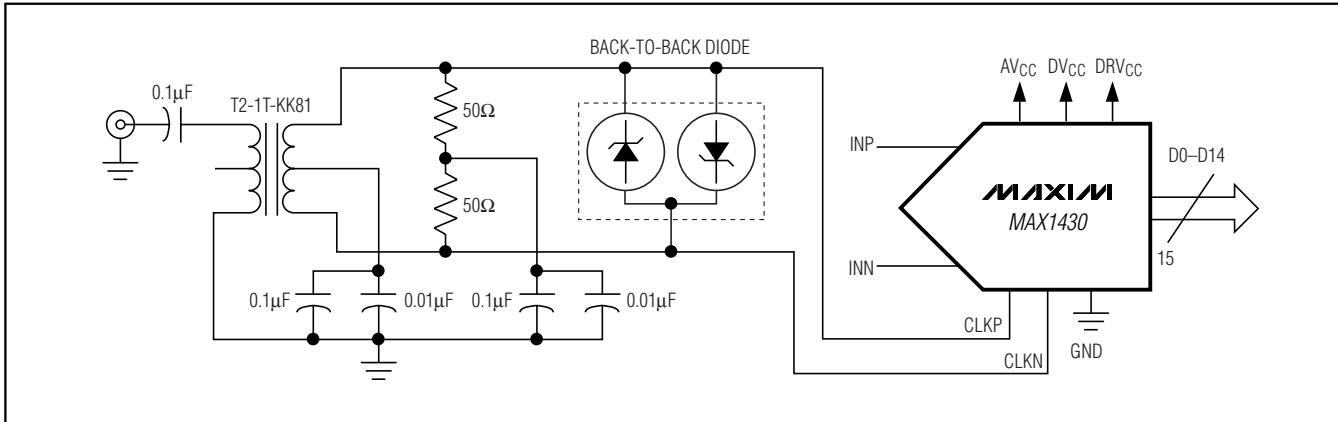 BACK-TO-BACK DIODE
AVCC DVCC DRVCC
0.1µF
T2-1T-KK81
50Ω
INP
D0–D14
MAXIM
MAX1430
50Ω
15
INN
0.1µF 0.01µF 0.1µF 0.01µF
CLKP
GND
CLKN